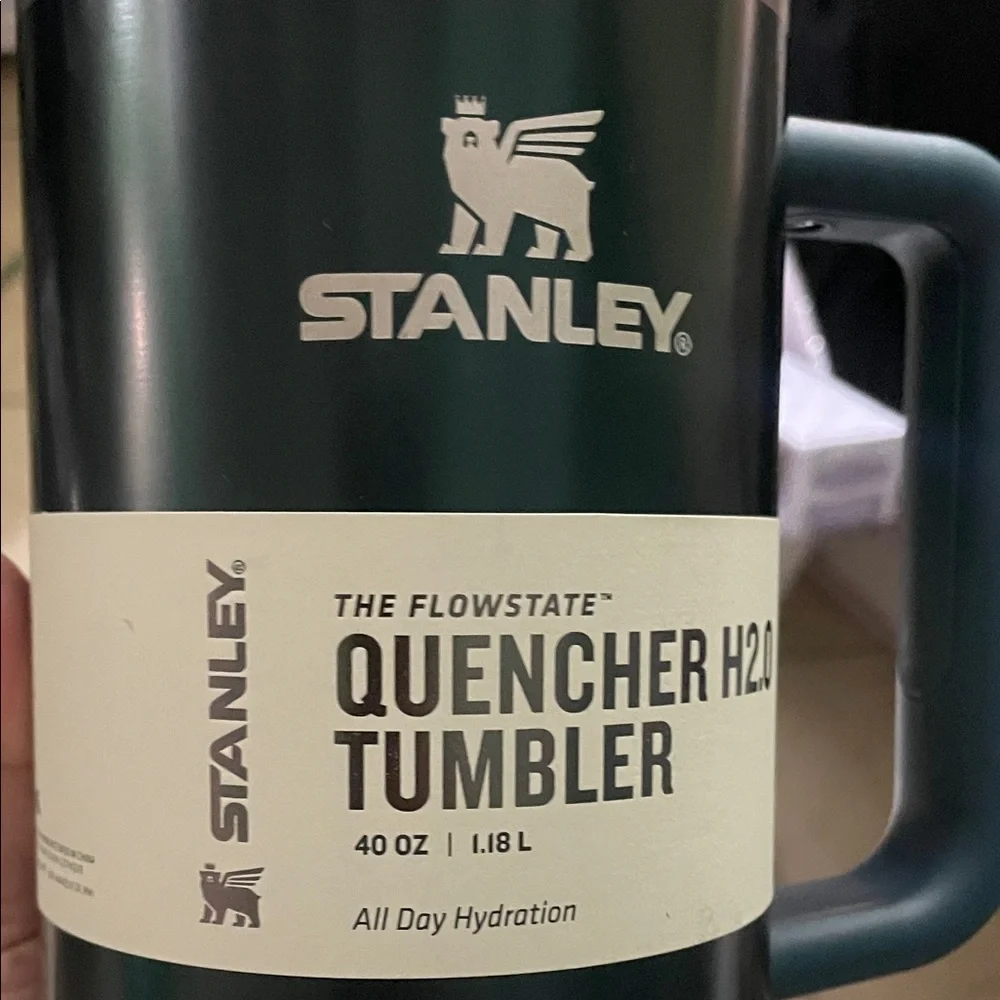 STANLEY®
STANLEY®
THE FLOWSTATE™
QUENCHER H2.0
TUMBLER
40 OZ | 1.18 L
All Day Hydration